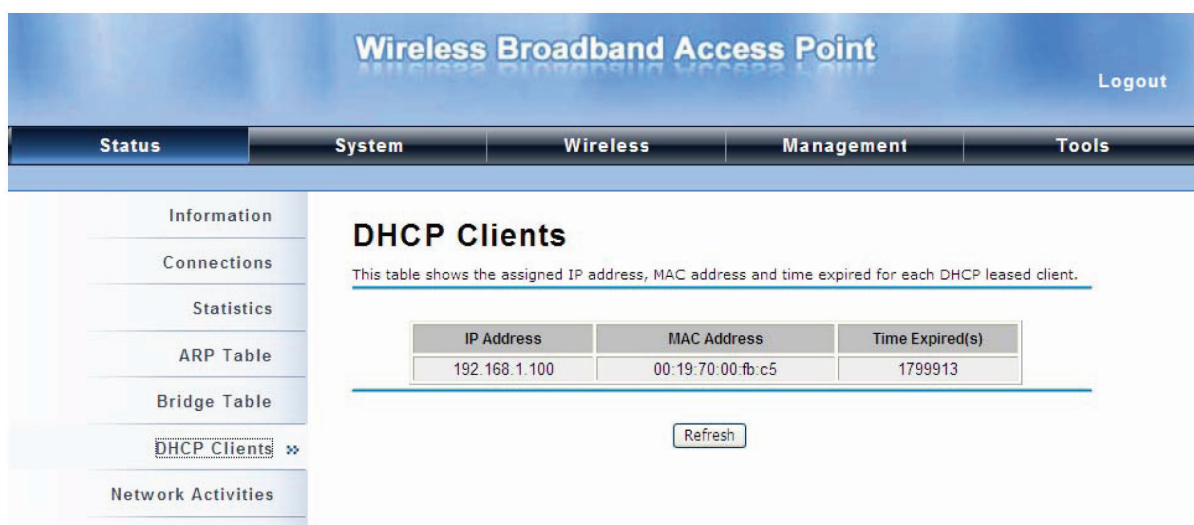 Wireless Broadband Access Point
Logout
Status System Wireless Management Tools
Information
Connections
Statistics
ARP Table
Bridge Table
DHCP Clients »
Network Activities
DHCP Clients
This table shows the assigned IP address, MAC address and time expired for each DHCP leased client.
IP Address MAC Address Time Expired(s)
192.168.1.100 00:19:70:00:fb:c5 1799913
Refresh